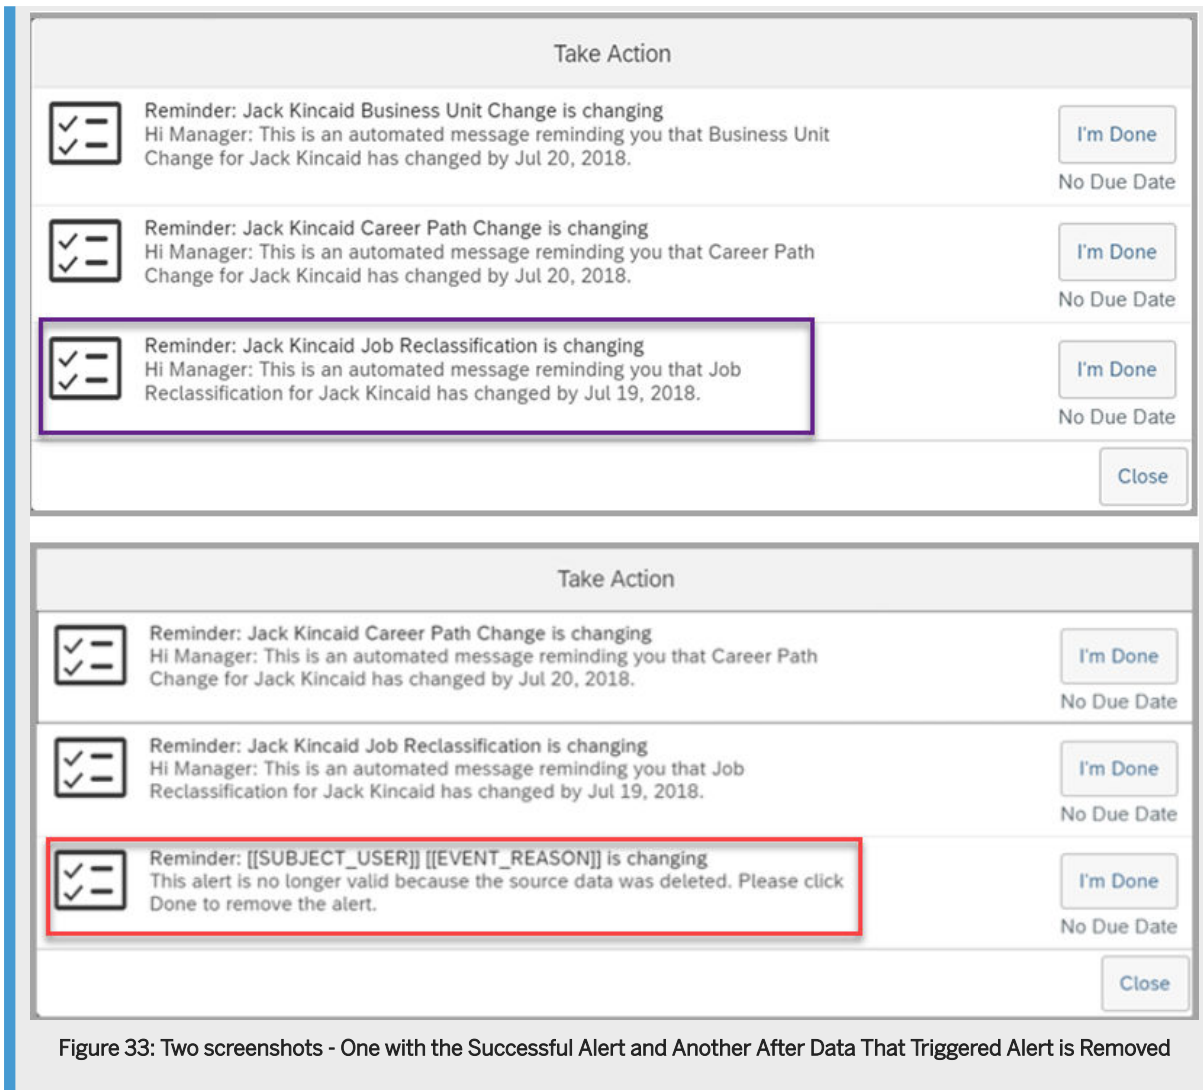 Take Action
Reminder: Jack Kincaid Business Unit Change is changing
Hi Manager: This is an automated message reminding you that Business Unit
Change for Jack Kincaid has changed by Jul 20, 2018.
I'm Done
No Due Date
Reminder: Jack Kincaid Career Path Change is changing
Hi Manager: This is an automated message reminding you that Career Path
Change for Jack Kincaid has changed by Jul 20, 2018.
I'm Done
No Due Date
Reminder: Jack Kincaid Job Reclassification is changing
Hi Manager: This is an automated message reminding you that Job
Reclassification for Jack Kincaid has changed by Jul 19, 2018.
I'm Done
No Due Date
Close
Take Action
Reminder: Jack Kincaid Career Path Change is changing
Hi Manager: This is an automated message reminding you that Career Path
Change for Jack Kincaid has changed by Jul 20, 2018.
I'm Done
No Due Date
Reminder: Jack Kincaid Job Reclassification is changing
Hi Manager: This is an automated message reminding you that Job
Reclassification for Jack Kincaid has changed by Jul 19, 2018.
I'm Done
No Due Date
Reminder: [[SUBJECT_USER]] [[EVENT_REASON]] is changing
This alert is no longer valid because the source data was deleted. Please click
Done to remove the alert.
I'm Done
No Due Date
Close
Figure 33: Two screenshots - One with the Successful Alert and Another After Data That Triggered Alert is Removed